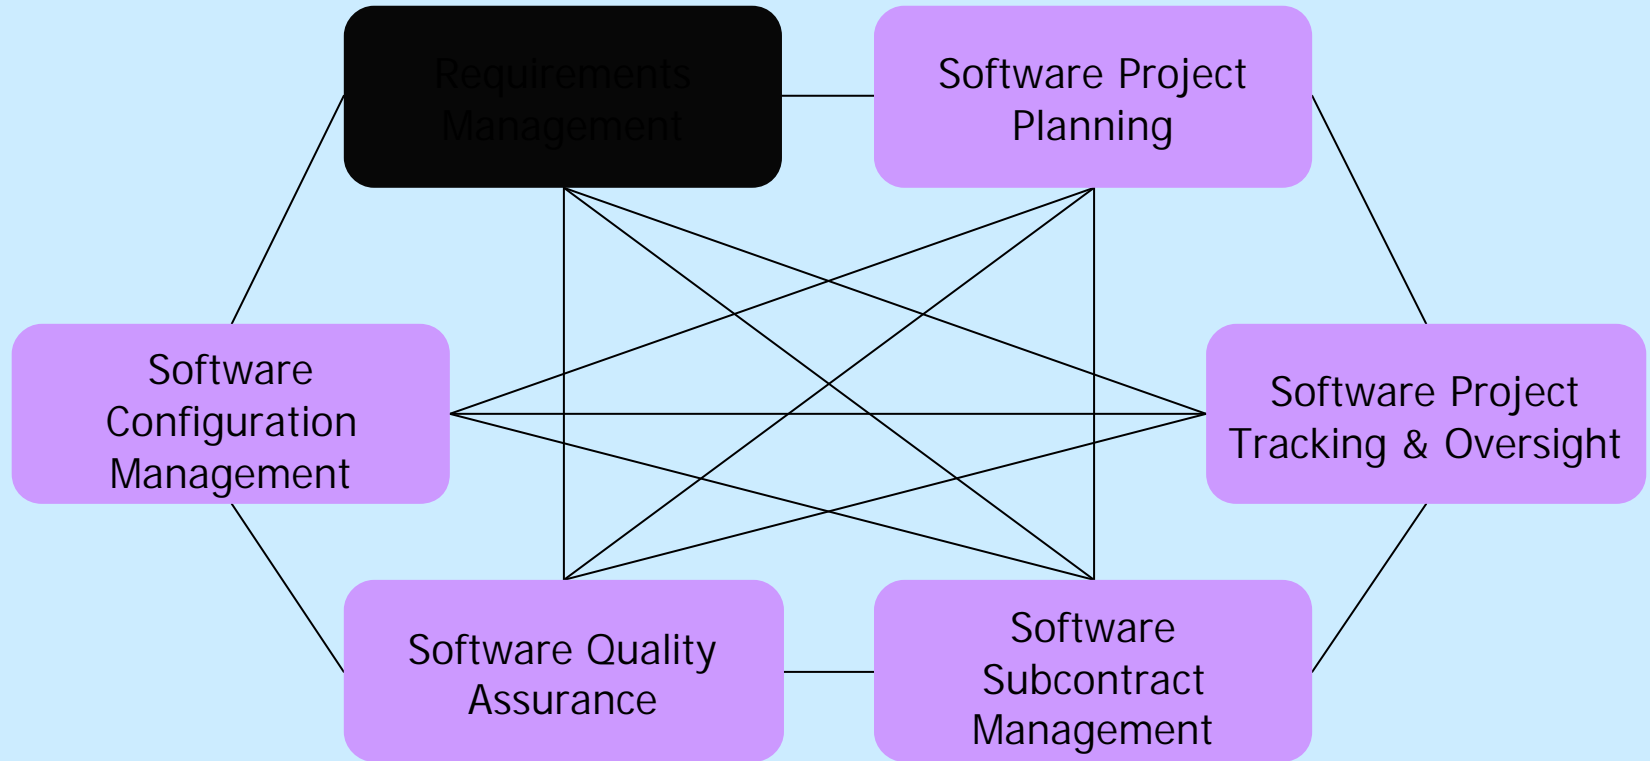 Requirements
Management
Software Project
Planning
Software
Configuration
Management
Software Project
Tracking & Oversight
Software Quality
Assurance
Software
Subcontract
Management